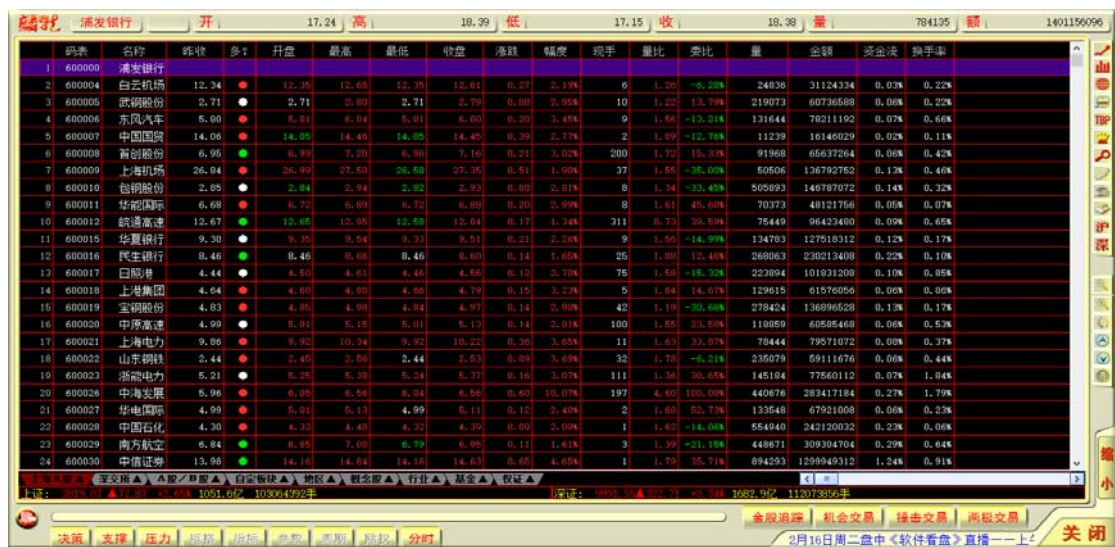 浦发银行 开 17.24 高 18.39 低 17.15 收 18.38 量 784135 额 1401156096
码表 名称 昨收 多? 开盘 最高 最低 收盘 涨跌 幅度 现手 量比 委比 量 金额 资金流 换手率
1 600000 浦发银行
2 600004 白云机场 12.34 12.35 12.65 12.35 12.61 0.27 2.19% 6 1.26 -6.28% 24836 31124334 0.03% 0.22%
3 600005 武钢股份 2.71 2.71 2.80 2.71 2.79 0.08 2.95% 10 1.22 13.79% 219073 60736588 0.06% 0.22%
4 600006 东风汽车 5.80 5.81 6.04 5.81 6.00 0.20 3.45% 9 1.56 -13.21% 131644 78211192 0.07% 0.66%
5 600007 中国国贸 14.06 14.05 14.46 14.05 14.45 0.39 2.77% 2 1.09 -12.76% 11239 16146029 0.02% 0.11%
6 600008 首创股份 6.95 6.99 7.20 6.96 7.16 0.21 3.02% 200 1.72 15.33% 91968 65637264 0.06% 0.42%
7 600009 上海机场 26.84 26.99 27.50 26.58 27.35 0.51 1.90% 37 1.55 -35.00% 50506 136792752 0.13% 0.46%
8 600010 包钢股份 2.85 2.84 2.94 2.82 2.93 0.08 2.81% 8 1.34 -33.45% 505893 146787072 0.14% 0.32%
9 600011 华能国际 6.68 6.72 6.89 6.72 6.88 0.20 2.99% 8 1.61 45.60% 70373 48121756 0.05% 0.07%
10 600012 皖通高速 12.67 12.65 12.95 12.58 12.84 0.17 1.34% 311 0.73 39.59% 75449 96423480 0.09% 0.65%
11 600015 华夏银行 9.30 9.35 9.54 9.33 9.51 0.21 2.26% 9 1.56 -14.99% 134783 127518312 0.12% 0.17%
12 600016 民生银行 8.46 8.46 8.66 8.46 8.60 0.14 1.65% 25 1.08 12.46% 268063 230213408 0.22% 0.10%
13 600017 日照港 4.44 4.50 4.61 4.46 4.56 0.12 2.70% 75 1.58 -15.32% 223894 101831208 0.10% 0.85%
14 600018 上港集团 4.64 4.68 4.80 4.66 4.79 0.15 3.23% 5 1.84 14.67% 129615 61576056 0.06% 0.06%
15 600019 宝钢股份 4.83 4.85 4.98 4.84 4.97 0.14 2.90% 42 1.19 -30.66% 278424 136896528 0.13% 0.17%
16 600020 中原高速 4.99 5.01 5.15 5.01 5.13 0.14 2.81% 100 1.55 33.50% 118859 60585468 0.06% 0.53%
17 600021 上海电力 9.86 9.92 10.34 9.92 10.22 0.36 3.65% 11 1.63 33.87% 78444 79571072 0.08% 0.37%
18 600022 山东钢铁 2.44 2.45 2.56 2.44 2.53 0.09 3.69% 32 1.78 -6.21% 235079 59111676 0.06% 0.44%
19 600023 浙能电力 5.21 5.25 5.38 5.24 5.37 0.16 3.07% 111 1.36 30.65% 145184 77560112 0.07% 1.84%
20 600026 中海发展 5.96 6.05 6.56 6.04 6.56 0.60 10.07% 197 4.60 100.00% 440676 283417184 0.27% 1.79%
21 600027 华电国际 4.99 5.01 5.13 4.99 5.11 0.12 2.40% 2 1.68 52.73% 133548 67921008 0.06% 0.23%
22 600028 中国石化 4.30 4.32 4.40 4.32 4.39 0.09 2.09% 1 1.62 -14.06% 554940 242120032 0.23% 0.06%
23 600029 南方航空 6.84 6.85 7.00 6.79 6.95 0.11 1.61% 3 1.39 -21.15% 448671 309304704 0.29% 0.64%
24 600030 中信证券 13.98 14.16 14.84 14.16 14.63 0.65 4.65% 1 1.79 35.71% 894293 1299949312 1.24% 0.91%
TBP
沪
深
深交所▲ A股/B股▲ 自定板块▲ 地区▲ 概念股▲ 行业▲ 基金▲ 权证▲
上证: ▲72.87 +2.65% 1051.6亿 103064392手 深证: +3.34% 1682.9亿 112073856手
缩小
金股追踪 机会交易 撞击交易 两极交易
决策 支撑 压力 指标 参数 周期 除权 分时
2月16日周二盘中《软件看盘》直播一一上午
关闭